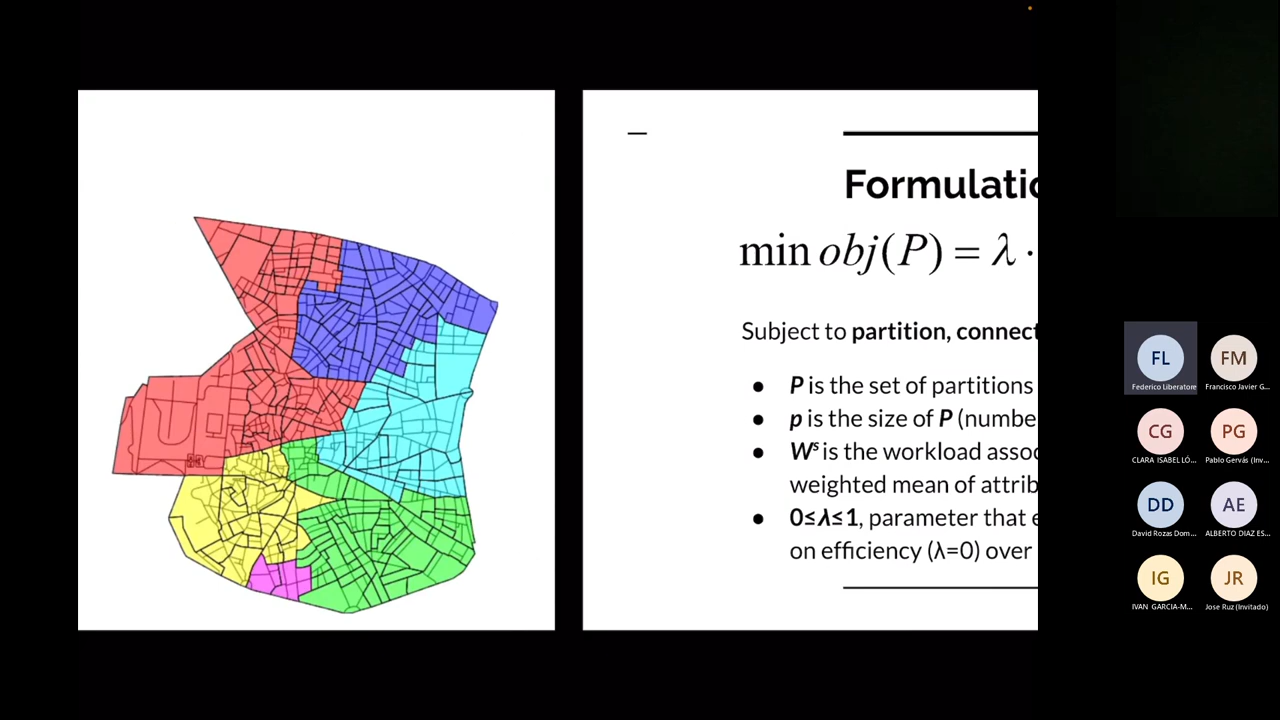 Formulatio
min obj(P) = λ ·
Subject to partition, connect
● P is the set of partitions
● p is the size of P (numbe
● Wˢ is the workload assoc
weighted mean of attrib
● 0≤λ≤1, parameter that e
on efficiency (λ=0) over
FL
Federico Liberatore
FM
Francisco Javier G...
CG
CLARA ISABEL LÓ...
PG
Pablo Gervás (Inv...
DD
David Rozas Dom...
AE
ALBERTO DIAZ ES...
IG
IVAN GARCIA-M...
JR
Jose Ruz (Invitado)